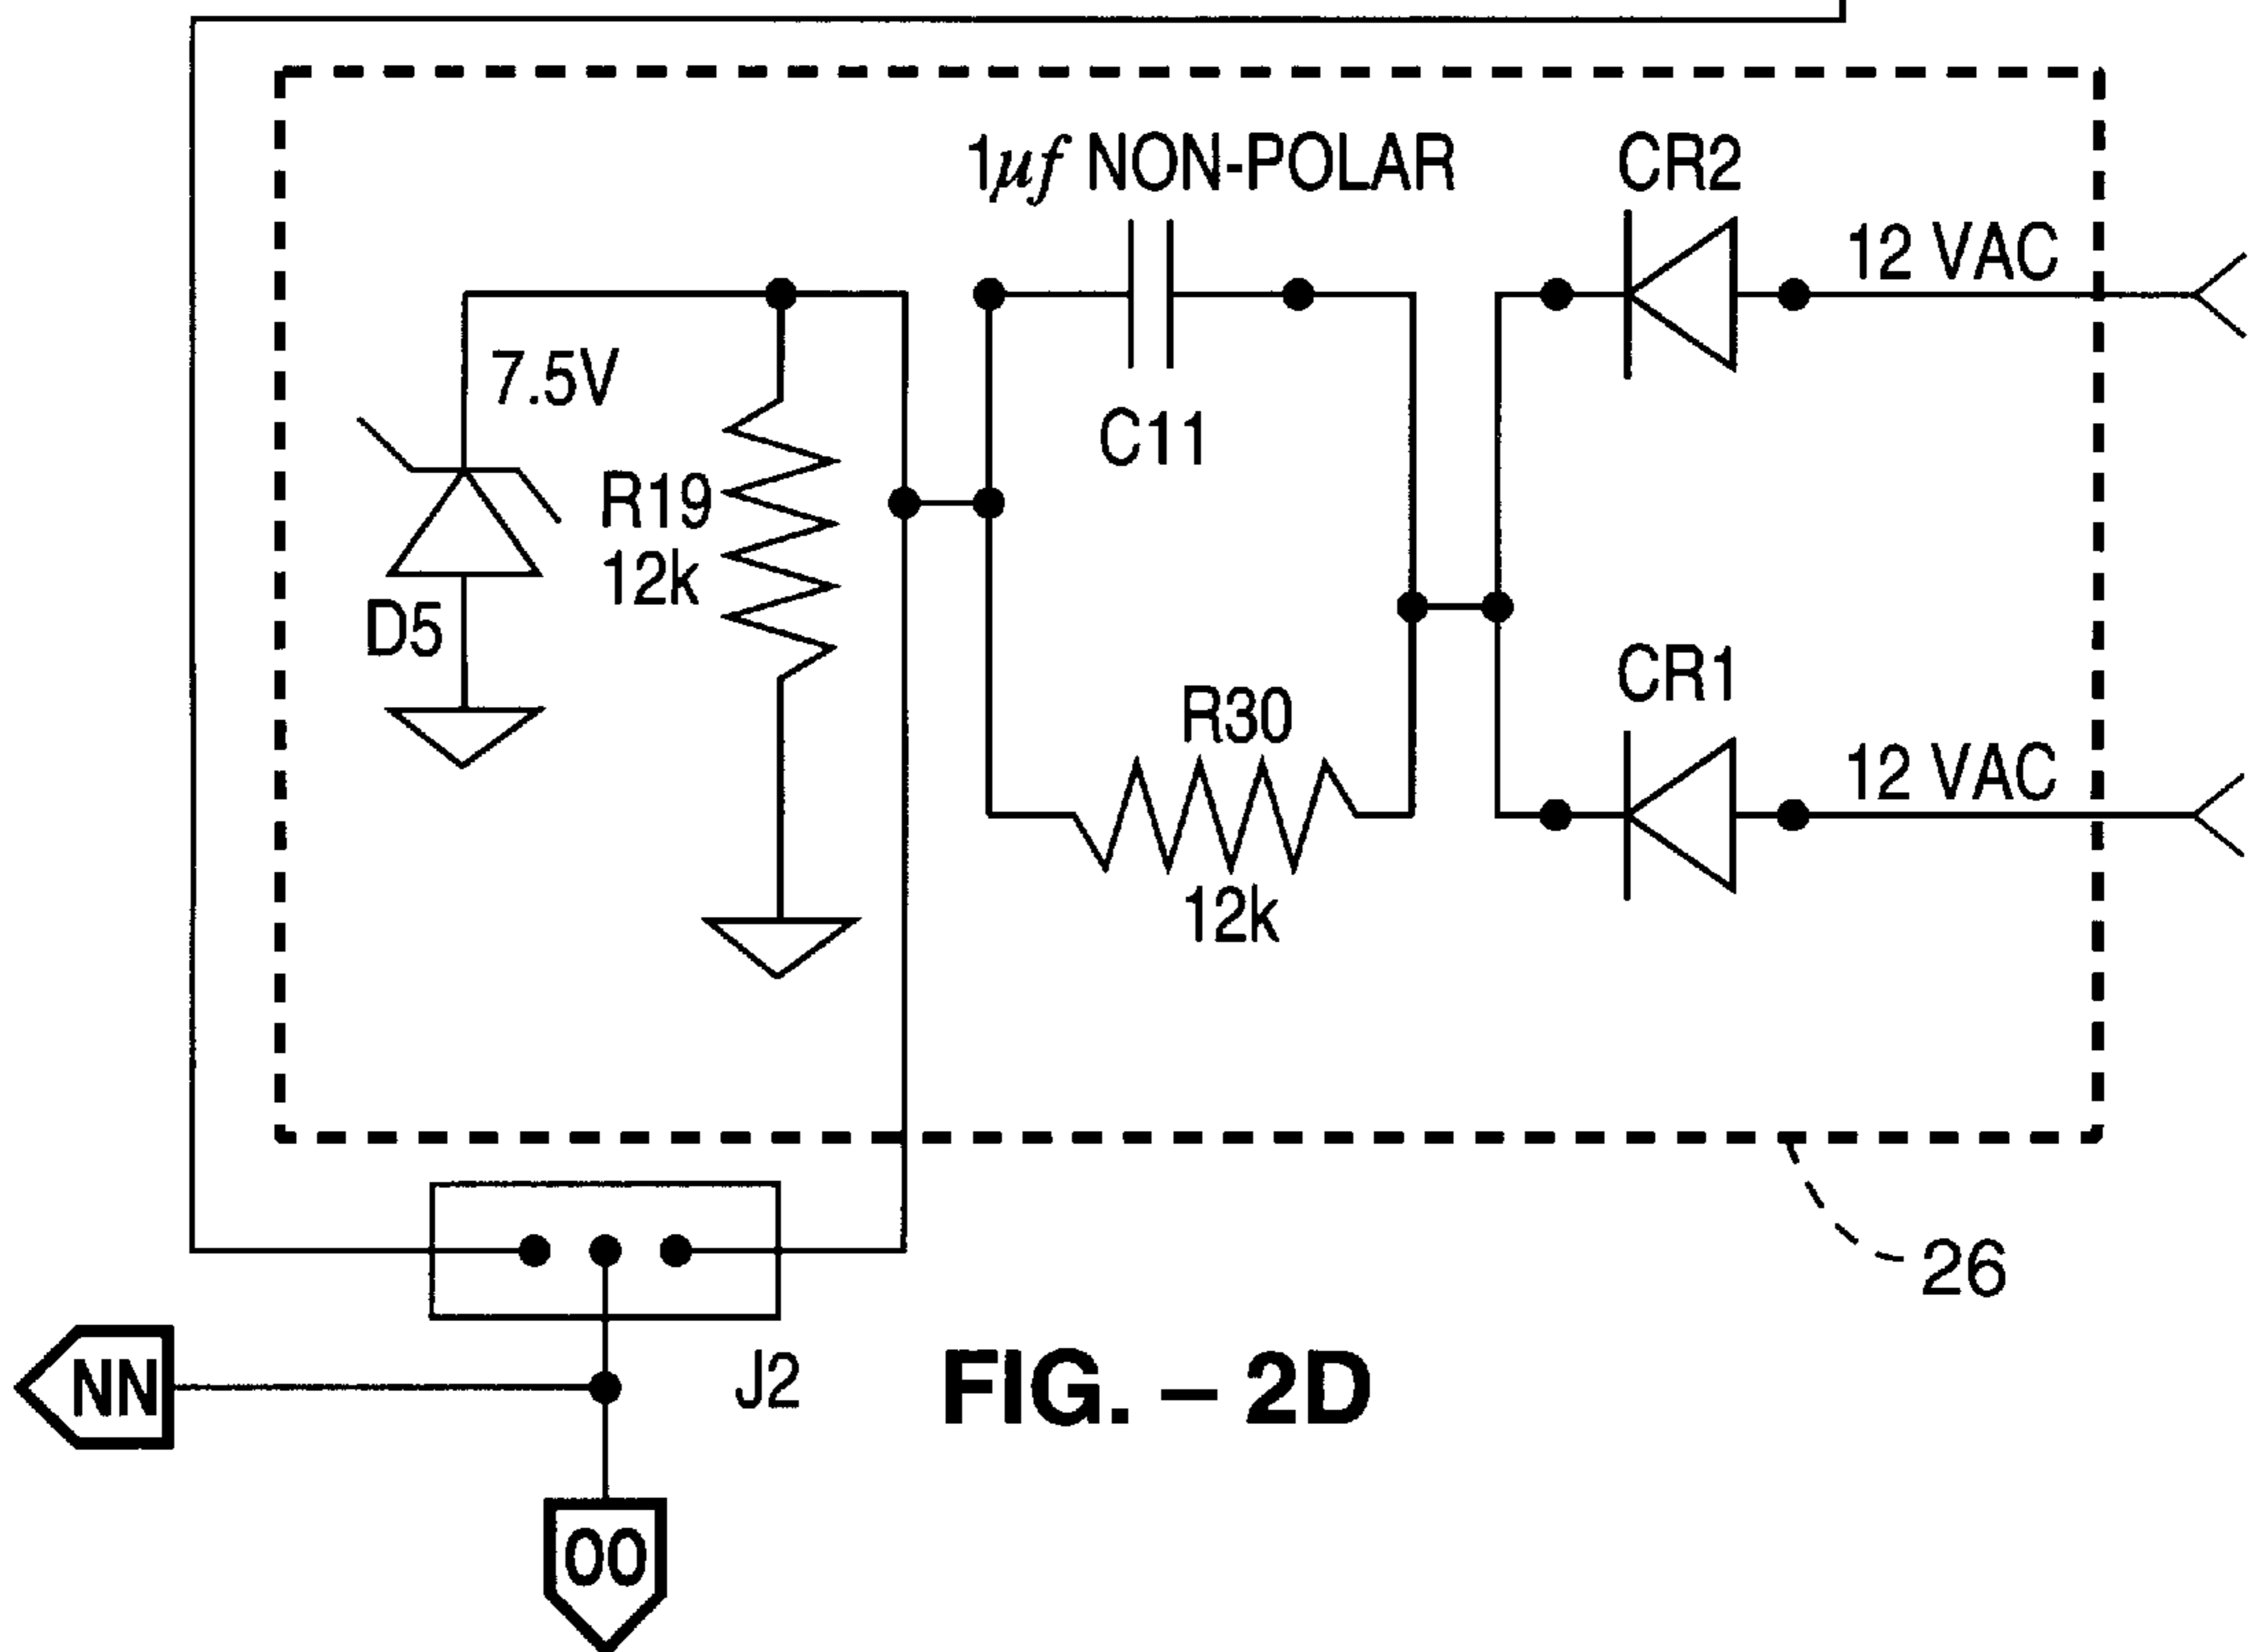 1µf NON-POLAR
CR2
12 VAC
7.5V
C11
R19
12k
D5
CR1
R30
12 VAC
12k
26
J2
NN
FIG. – 2D
OO